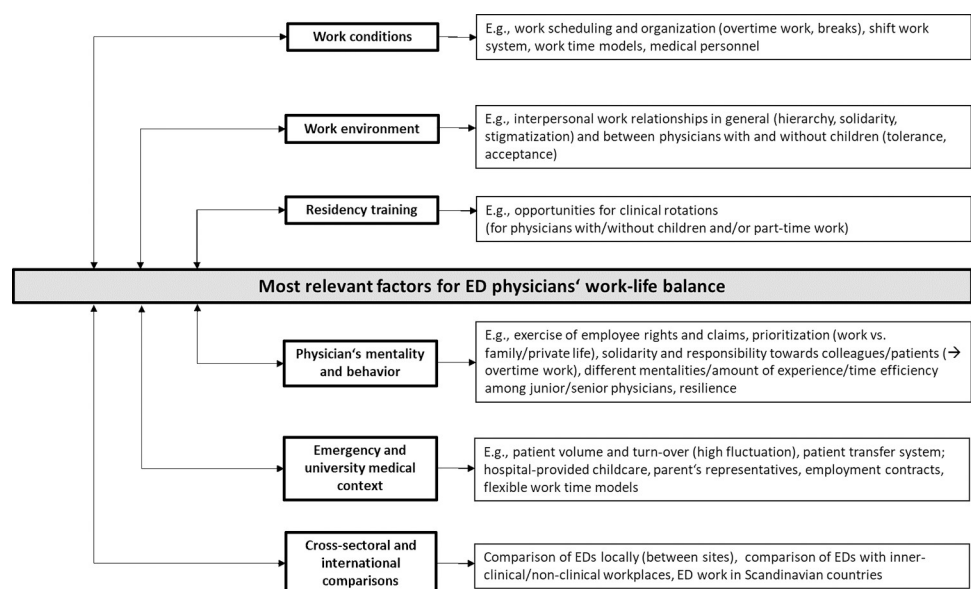 Work conditions
E.g., work scheduling and organization (overtime work, breaks), shift work
system, work time models, medical personnel
Work environment
E.g., interpersonal work relationships in general (hierarchy, solidarity,
stigmatization) and between physicians with and without children (tolerance,
acceptance)
Residency training
E.g., opportunities for clinical rotations
(for physicians with/without children and/or part-time work)
Most relevant factors for ED physicians‘ work-life balance
Physician‘s mentality
and behavior
E.g., exercise of employee rights and claims, prioritization (work vs.
family/private life), solidarity and responsibility towards colleagues/patients (→
overtime work), different mentalities/amount of experience/time efficiency
among junior/senior physicians, resilience
Emergency and
university medical
context
E.g., patient volume and turn-over (high fluctuation), patient transfer system;
hospital-provided childcare, parent‘s representatives, employment contracts,
flexible work time models
Cross-sectoral and
international
comparisons
Comparison of EDs locally (between sites), comparison of EDs with inner-
clinical/non-clinical workplaces, ED work in Scandinavian countries